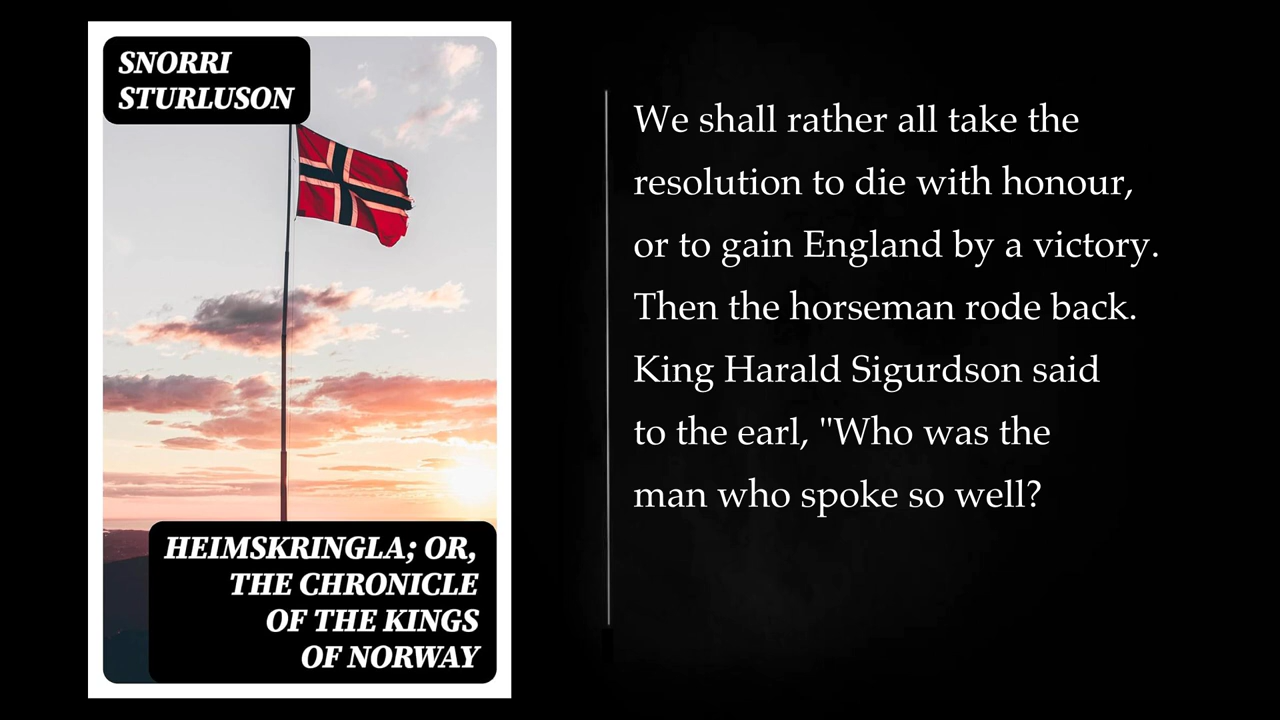 SNORRI
STURLUSON
HEIMSKRINGLA; OR,
THE CHRONICLE
OF THE KINGS
OF NORWAY
We shall rather all take the
resolution to die with honour,
or to gain England by a victory.
Then the horseman rode back.
King Harald Sigurdson said
to the earl, "Who was the
man who spoke so well?